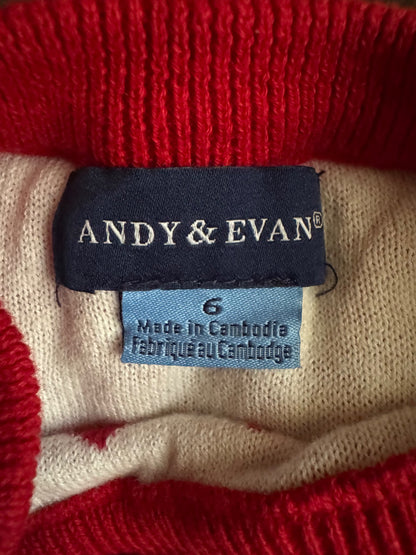 ANDY & EVAN®
6
Made in Cambodia
Fabriqué au Cambodge